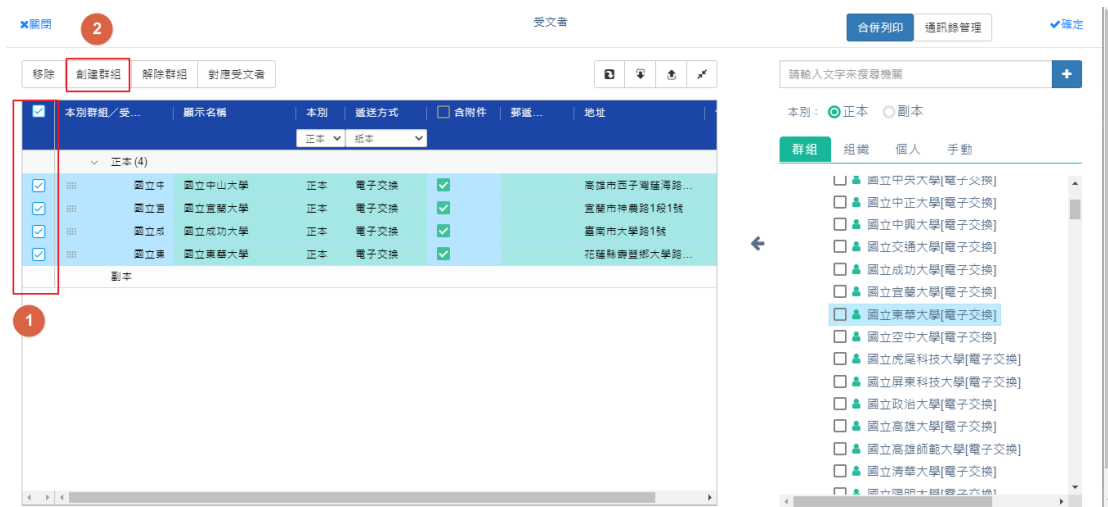 ✖關閉
2
受文者
合併列印 通訊錄管理 ✔確定
移除 創建群組 解除群組 對應受文者
請輸入文字來搜尋機關
本別群組／受... 顯示名稱 本別 遞送方式 含附件 郵遞... 地址
正本 紙本
正本(4)
國立中 國立中山大學 正本 電子交換 高雄市西子灣蓮海路...
國立宜 國立宜蘭大學 正本 電子交換 宜蘭市神農路1段1號
國立成 國立成功大學 正本 電子交換 臺南市大學路1號
國立東 國立東華大學 正本 電子交換 花蓮縣壽豐鄉大學路...
副本
1
本別： 正本 副本
群組 組織 個人 手動
國立中央大學[電子交換]
國立中正大學[電子交換]
國立中興大學[電子交換]
國立交通大學[電子交換]
國立成功大學[電子交換]
國立宜蘭大學[電子交換]
國立東華大學[電子交換]
國立空中大學[電子交換]
國立虎尾科技大學[電子交換]
國立屏東科技大學[電子交換]
國立政治大學[電子交換]
國立高雄大學[電子交換]
國立高雄師範大學[電子交換]
國立清華大學[電子交換]
國立陽明大學[電子交換]